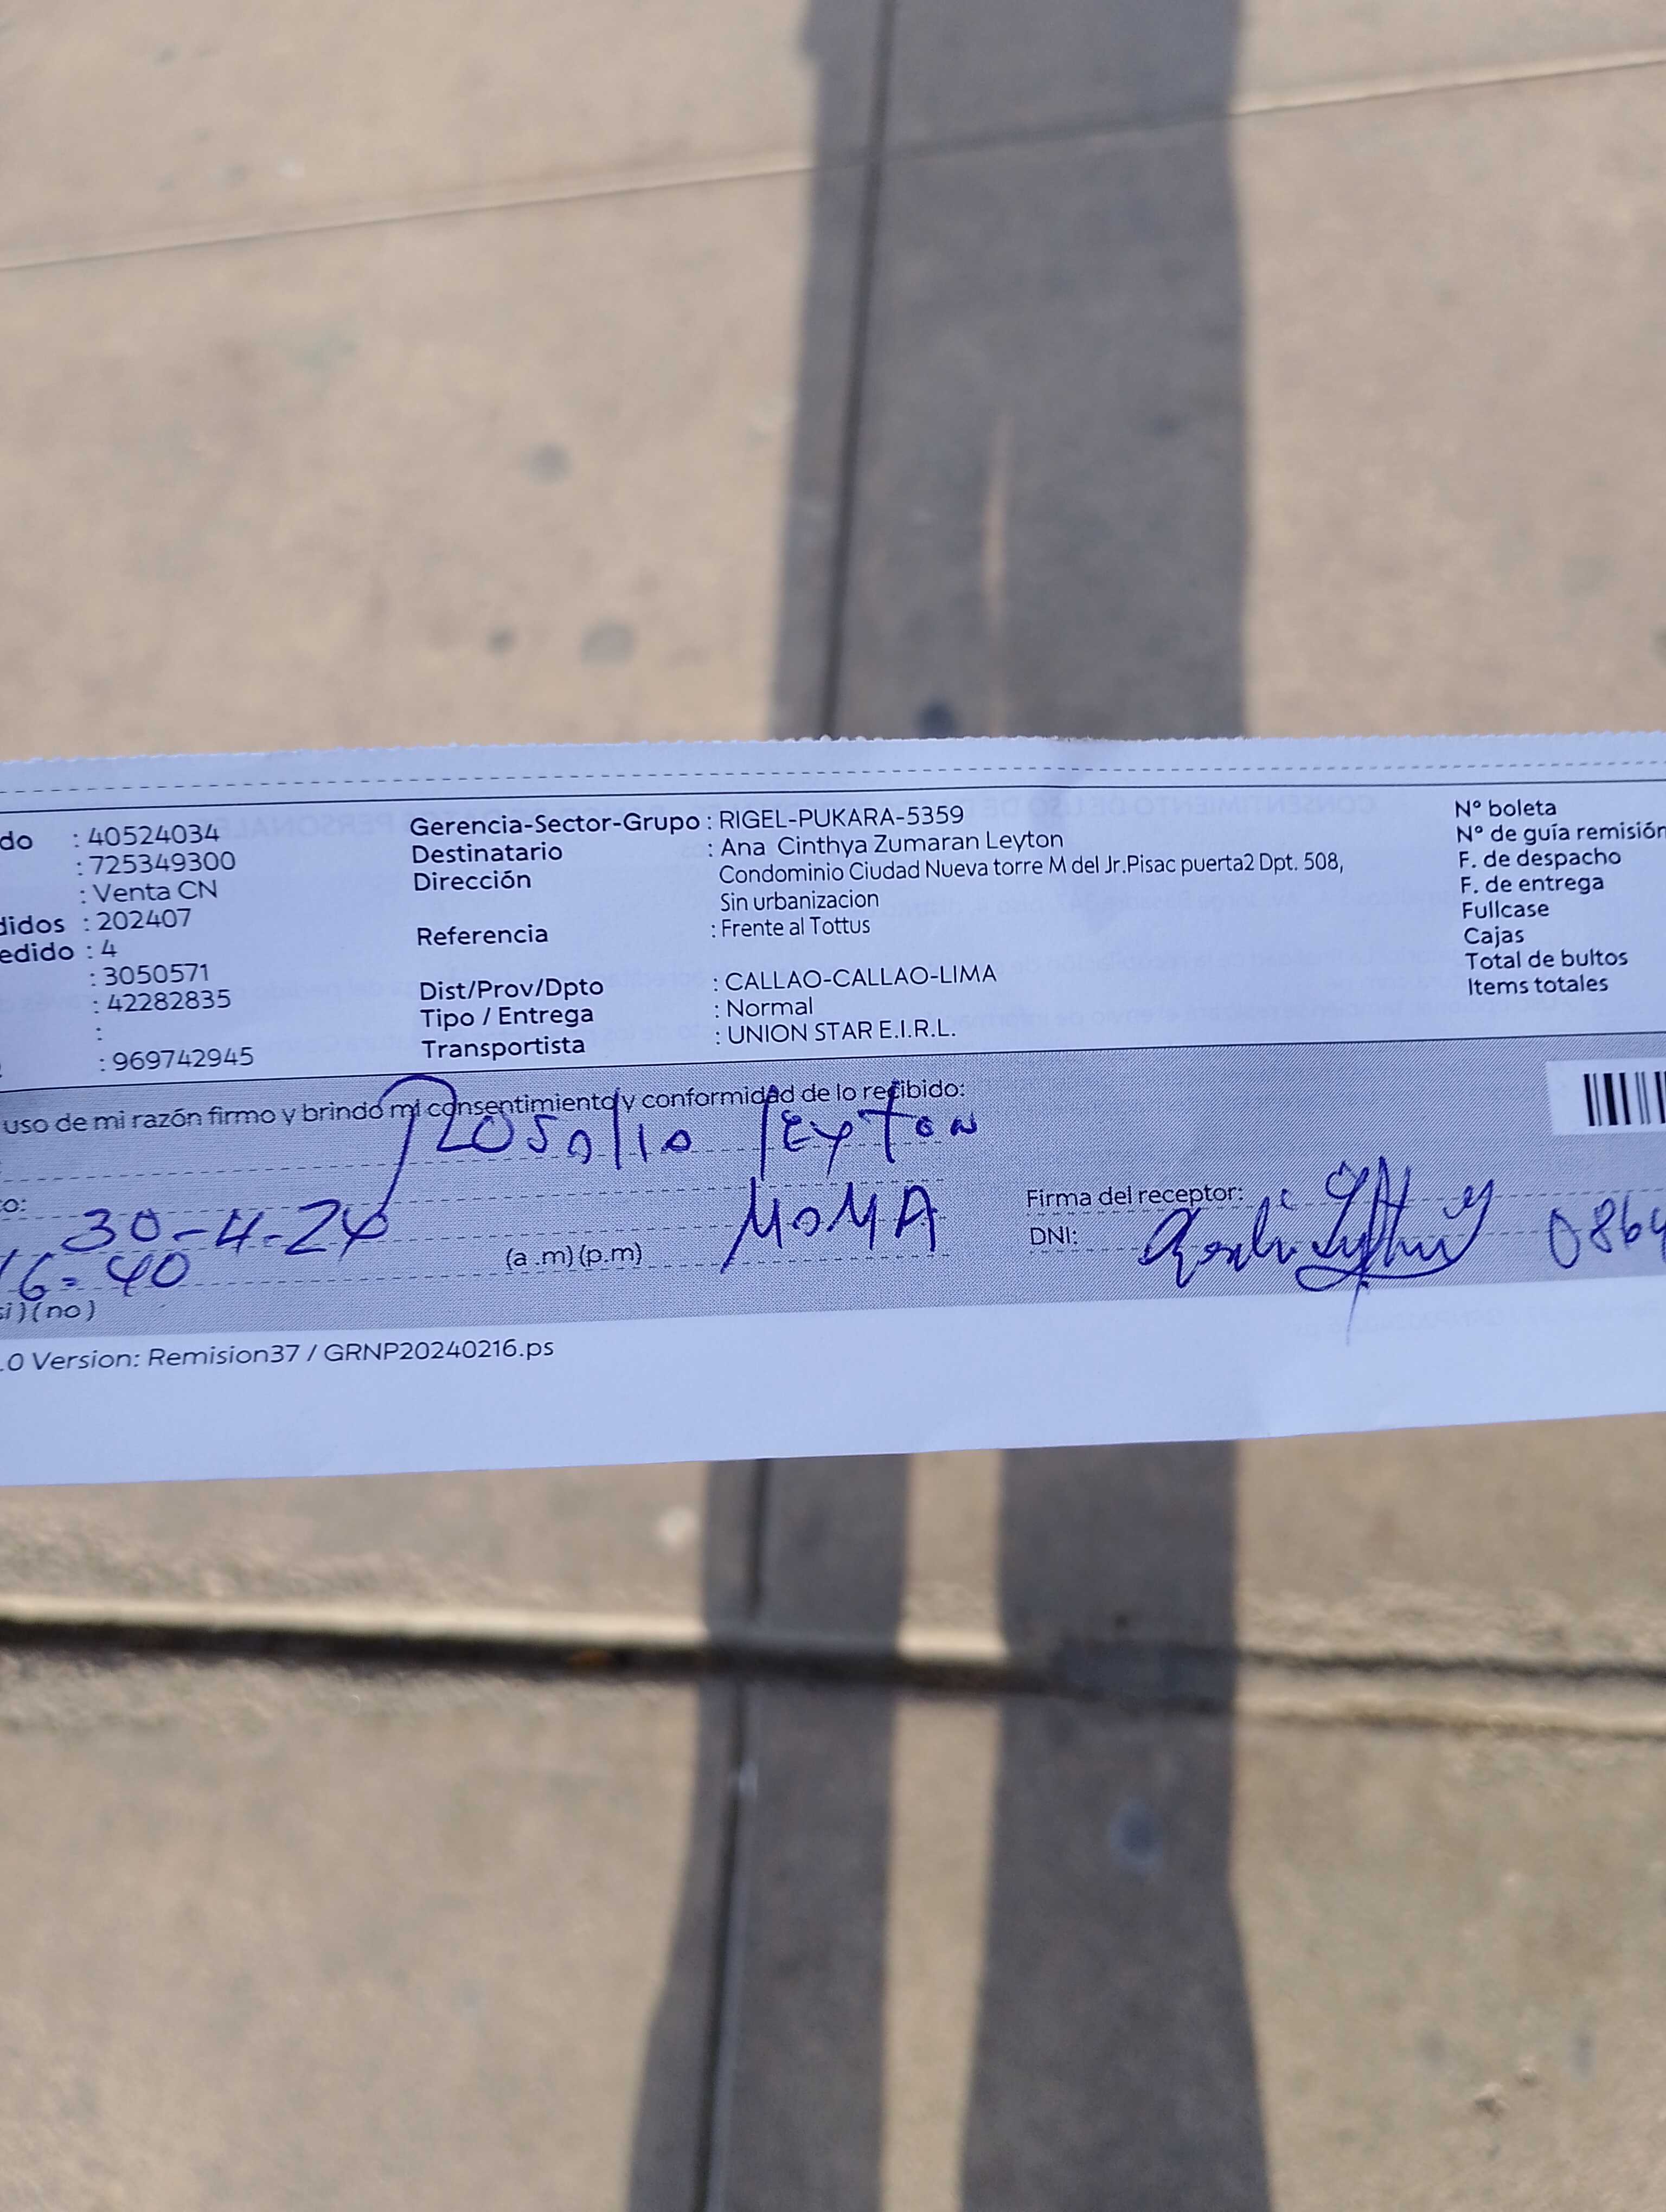 do : 40524034
: 725349300
: Venta CN
didos : 202407
edido : 4
: 3050571
: 42282835
:
: 969742945
Gerencia-Sector-Grupo : RIGEL-PUKARA-5359
Destinatario : Ana Cinthya Zumaran Leyton
Dirección : Condominio Ciudad Nueva torre M del Jr.Pisac puerta2 Dpt. 508,
Sin urbanizacion
Referencia : Frente al Tottus
Dist/Prov/Dpto : CALLAO-CALLAO-LIMA
Tipo / Entrega : Normal
Transportista : UNION STAR E.I.R.L.
Nº boleta
Nº de guía remisión
F. de despacho
F. de entrega
Fullcase
Cajas
Total de bultos
Items totales
uso de mi razón firmo y brindo mi consentimiento y conformidad de lo recibido:
Leyton
o: 30-4-24
MOMA
Firma del receptor:
16:40 (a .m) (p.m)
DNI: 0864
si) (no)
.0 Version: Remision37 / GRNP20240216.ps